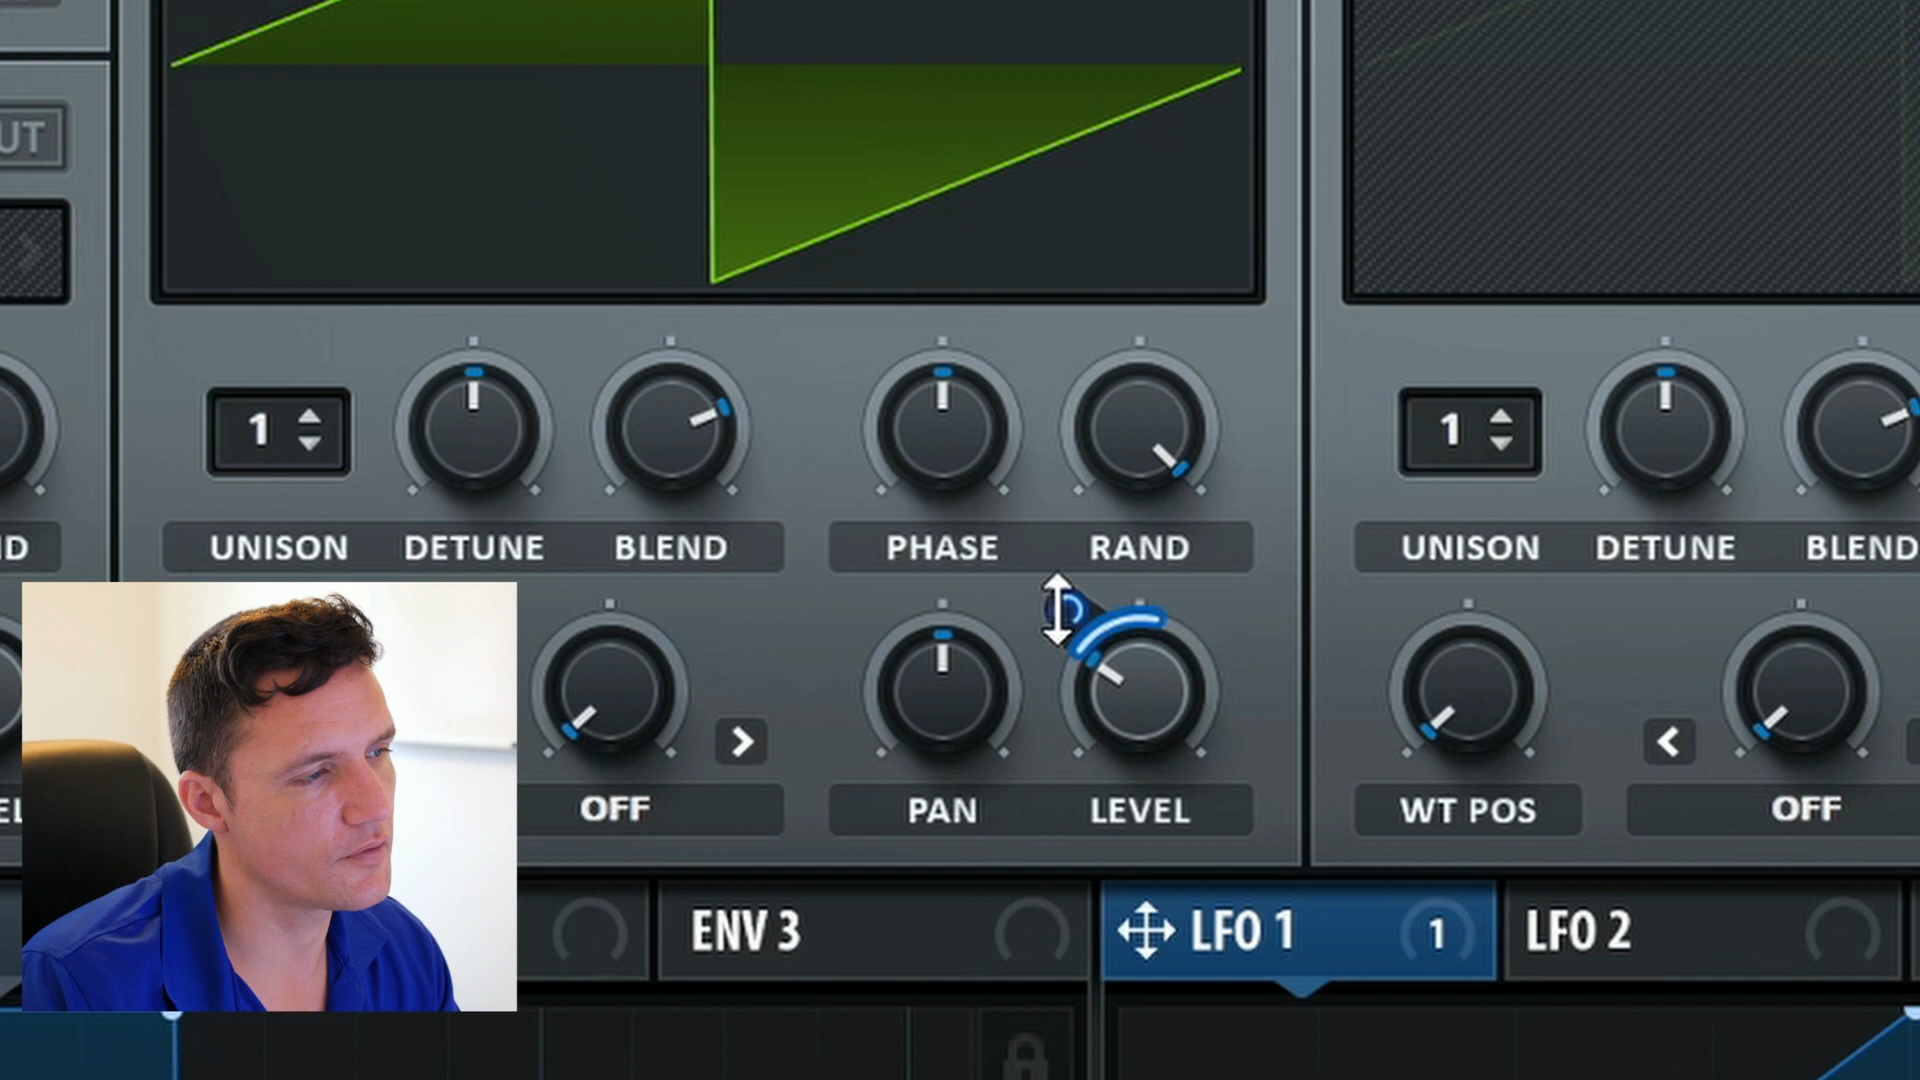 UT
1
1
UNISON DETUNE BLEND PHASE RAND
UNISON DETUNE BLEND
OFF PAN LEVEL
WT POS OFF
ENV 3
LFO 1 1
LFO 2